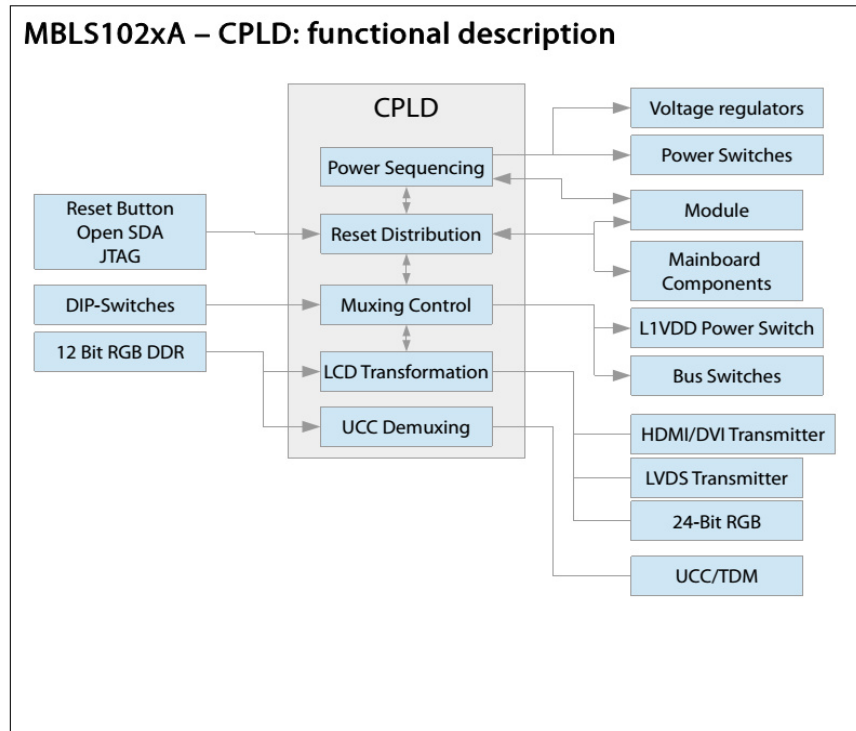 MBLS102xA – CPLD: functional description
CPLD
Power Sequencing
Reset Distribution
Muxing Control
LCD Transformation
UCC Demuxing
Reset Button
Open SDA
JTAG
DIP-Switches
12 Bit RGB DDR
Voltage regulators
Power Switches
Module
Mainboard
Components
L1VDD Power Switch
Bus Switches
HDMI/DVI Transmitter
LVDS Transmitter
24-Bit RGB
UCC/TDM